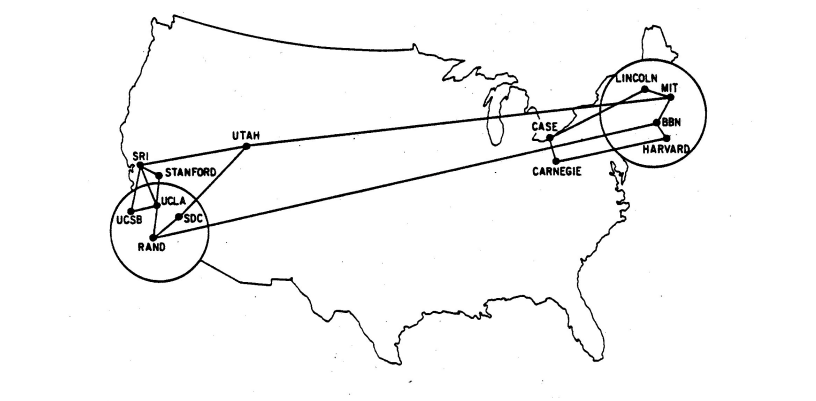 LINCOLN
MIT
CASE
BBN
UTAH
HARVARD
SRI
STANFORD
CARNEGIE
UCLA
UCSB
SDC
RAND